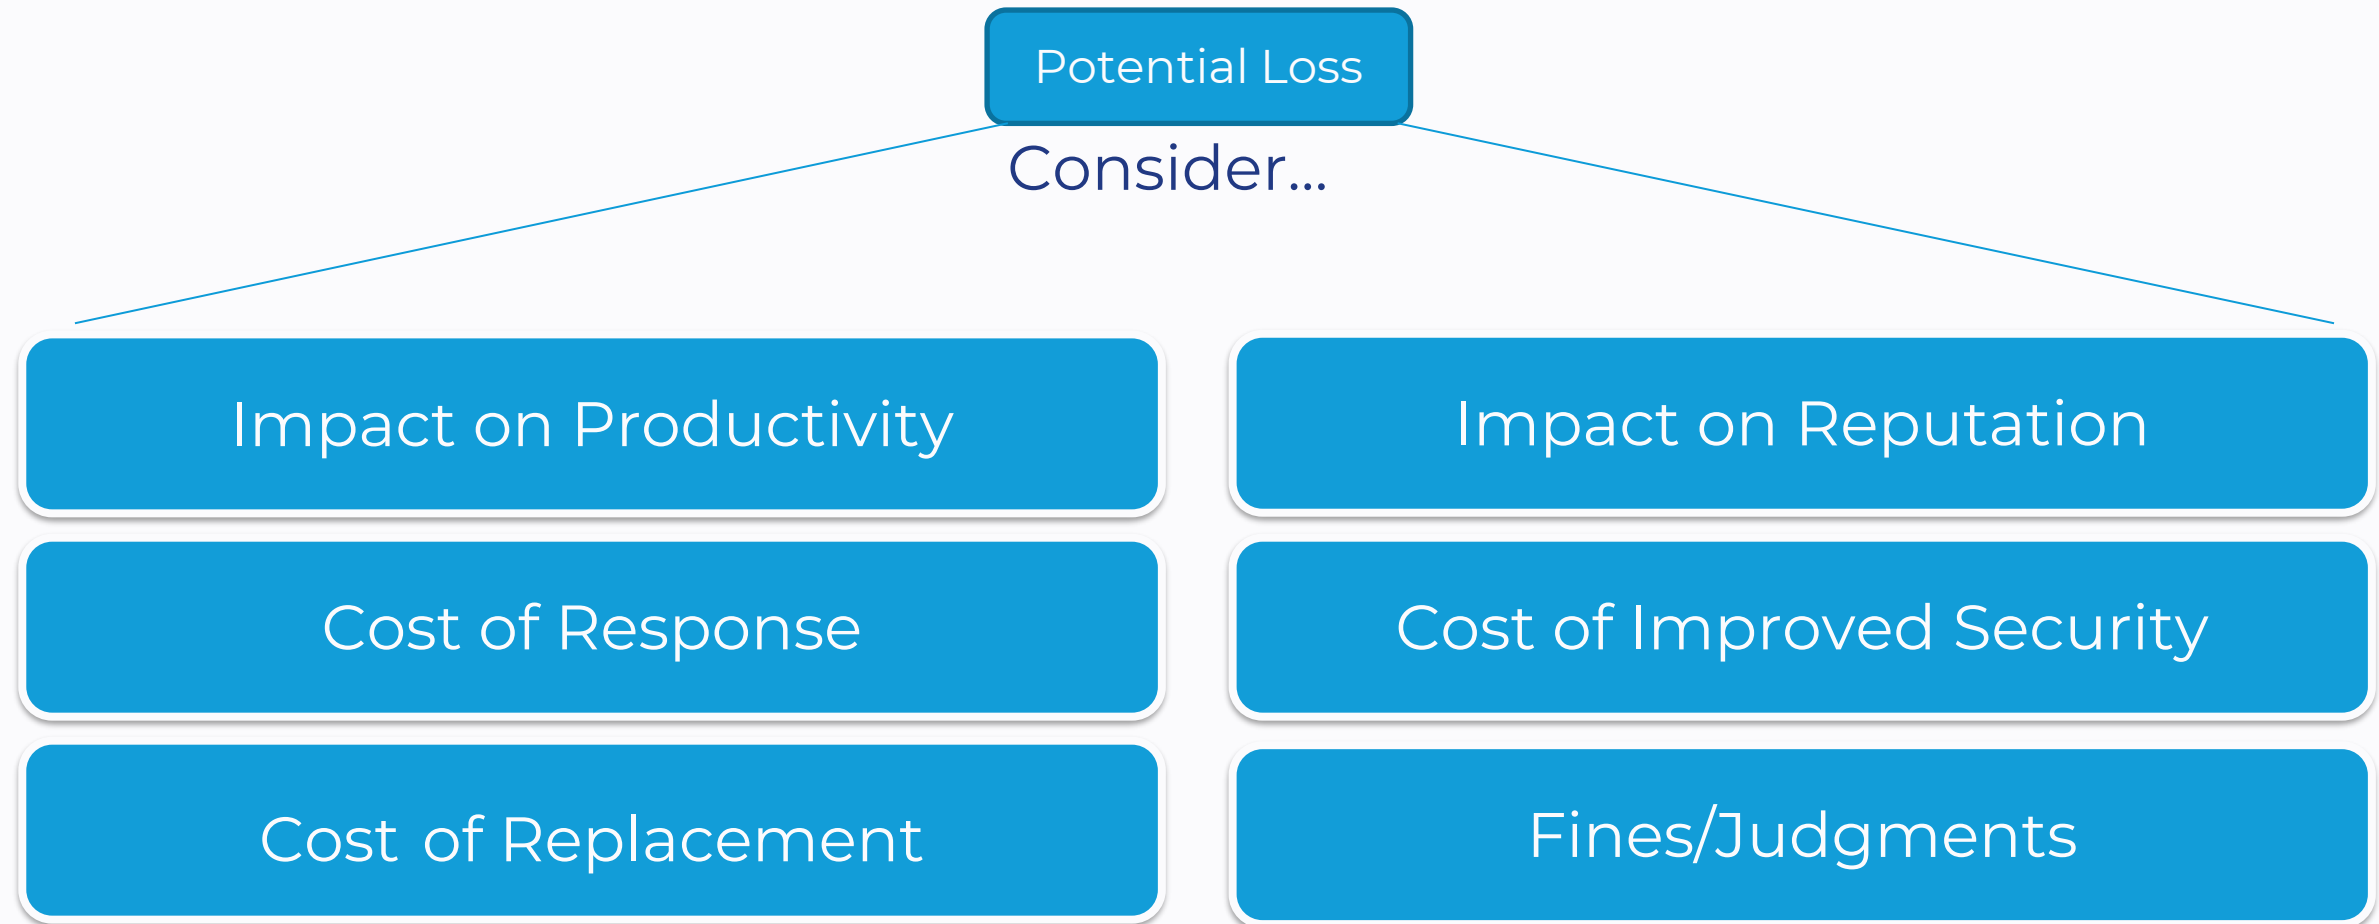 Potential Loss
Consider...
Impact on Productivity
Impact on Reputation
Cost of Response
Cost of Improved Security
Cost of Replacement
Fines/Judgments